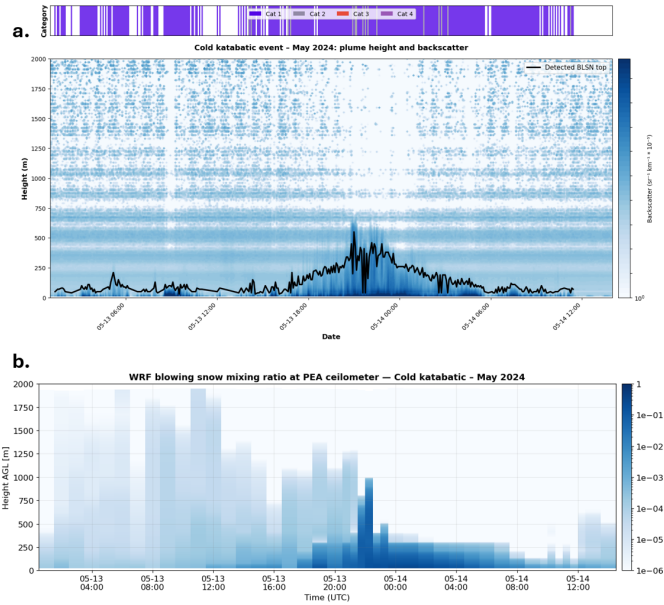 a.
Category
Cat 1 Cat 2 Cat 3 Cat 4
Cold katabatic event – May 2024: plume height and backscatter
Detected BLSN top
Height (m)
2000
1750
1500
1250
1000
750
500
250
0
05-13 06:00 05-13 12:00 05-13 18:00 05-14 00:00 05-14 06:00 05-14 12:00
Date
Backscatter (sr⁻¹ km⁻¹ * 10⁻⁵)
10⁰
b.
WRF blowing snow mixing ratio at PEA ceilometer — Cold katabatic – May 2024
Height AGL [m]
2000
1750
1500
1250
1000
750
500
250
0
05-13 05-13 05-13 05-13 05-13 05-14 05-14 05-14 05-14
04:00 08:00 12:00 16:00 20:00 00:00 04:00 08:00 12:00
Time (UTC)
1
1e−01
1e−02
1e−03
1e−04
1e−05
1e−06